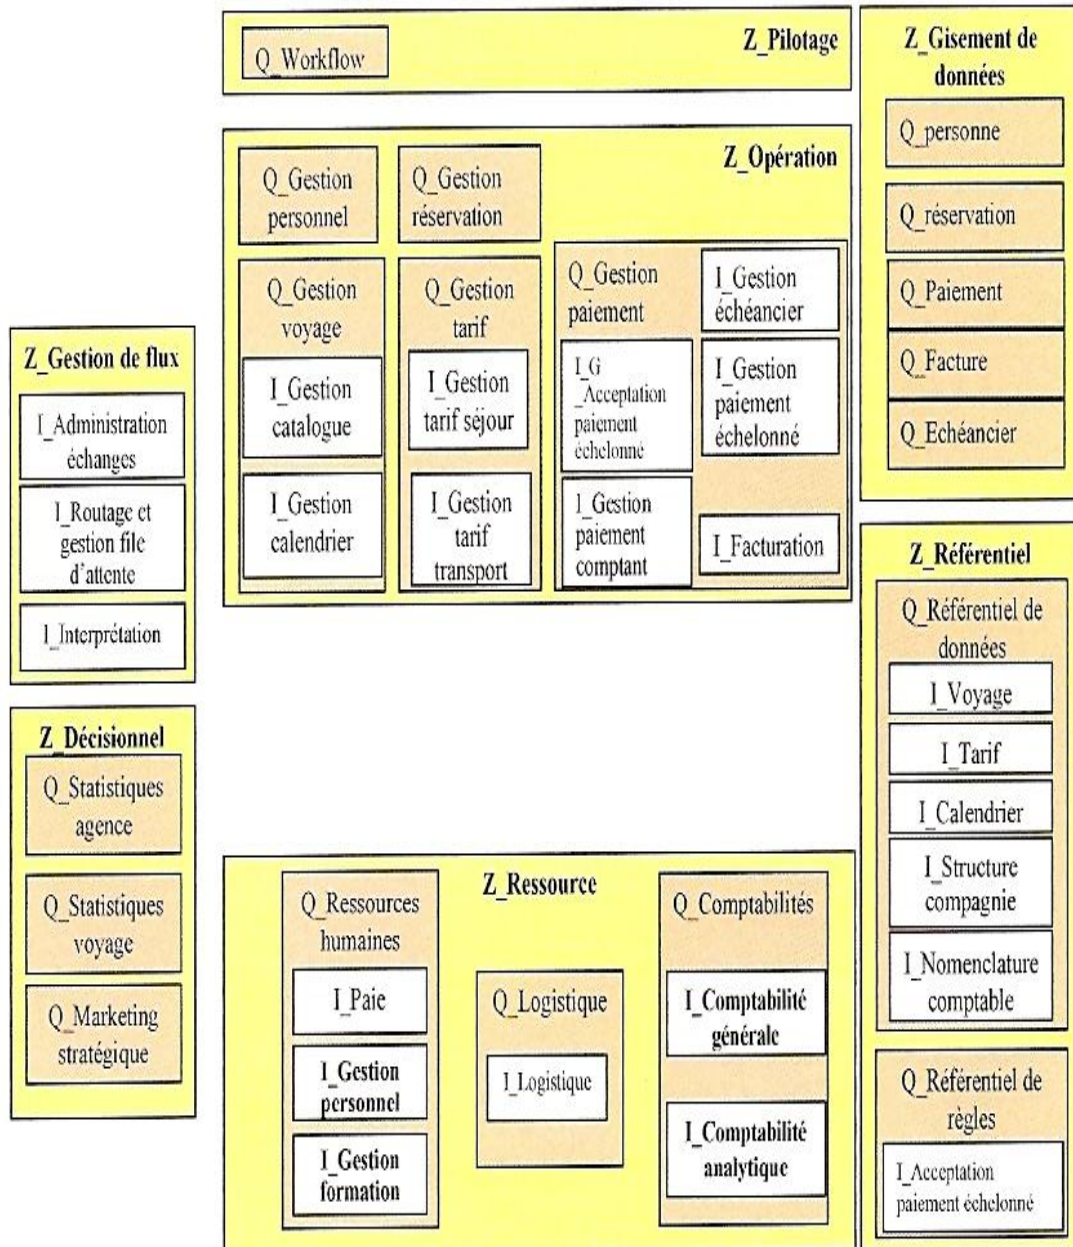 Z_Pilotage
Q_Workflow
Z_Opération
Q_Gestion
personnel
Q_Gestion
réservation
Q_Gestion
voyage
I_Gestion
catalogue
I_Gestion
calendrier
Q_Gestion
tarif
I_Gestion
tarif séjour
I_Gestion
tarif
transport
Q_Gestion
paiement
I_G
_Acceptation
paiement
échelonné
I_Gestion
paiement
comptant
I_Gestion
échéancier
I_Gestion
paiement
échelonné
I_Facturation
Z_Gisement de
données
Q_personne
Q_réservation
Q_Paiement
Q_Facture
Q_Echéancier
Z_Gestion de flux
I_Administration
échanges
I_Routage et
gestion file
d'attente
I_Interprétation
Z_Décisionnel
Q_Statistiques
agence
Q_Statistiques
voyage
Q_Marketing
stratégique
Z_Ressource
Q_Ressources
humaines
I_Paie
I_Gestion
personnel
I_Gestion
formation
Q_Logistique
I_Logistique
Q_Comptabilités
I_Comptabilité
générale
I_Comptabilité
analytique
Z_Référentiel
Q_Référentiel de
données
I_Voyage
I_Tarif
I_Calendrier
I_Structure
compagnie
I_Nomenclature
comptable
Q_Référentiel de
règles
I_Acceptation
paiement échelonné